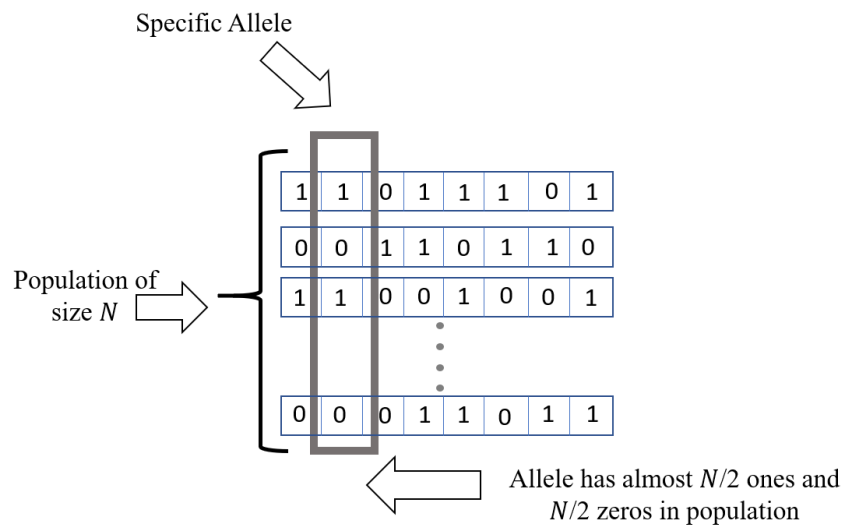 Specific Allele
1 1 0 1 1 1 0 1
0 0 1 1 0 1 1 0
Population of
size N
1 1 0 0 1 0 0 1
0 0 0 1 1 0 1 1
Allele has almost N/2 ones and
N/2 zeros in population